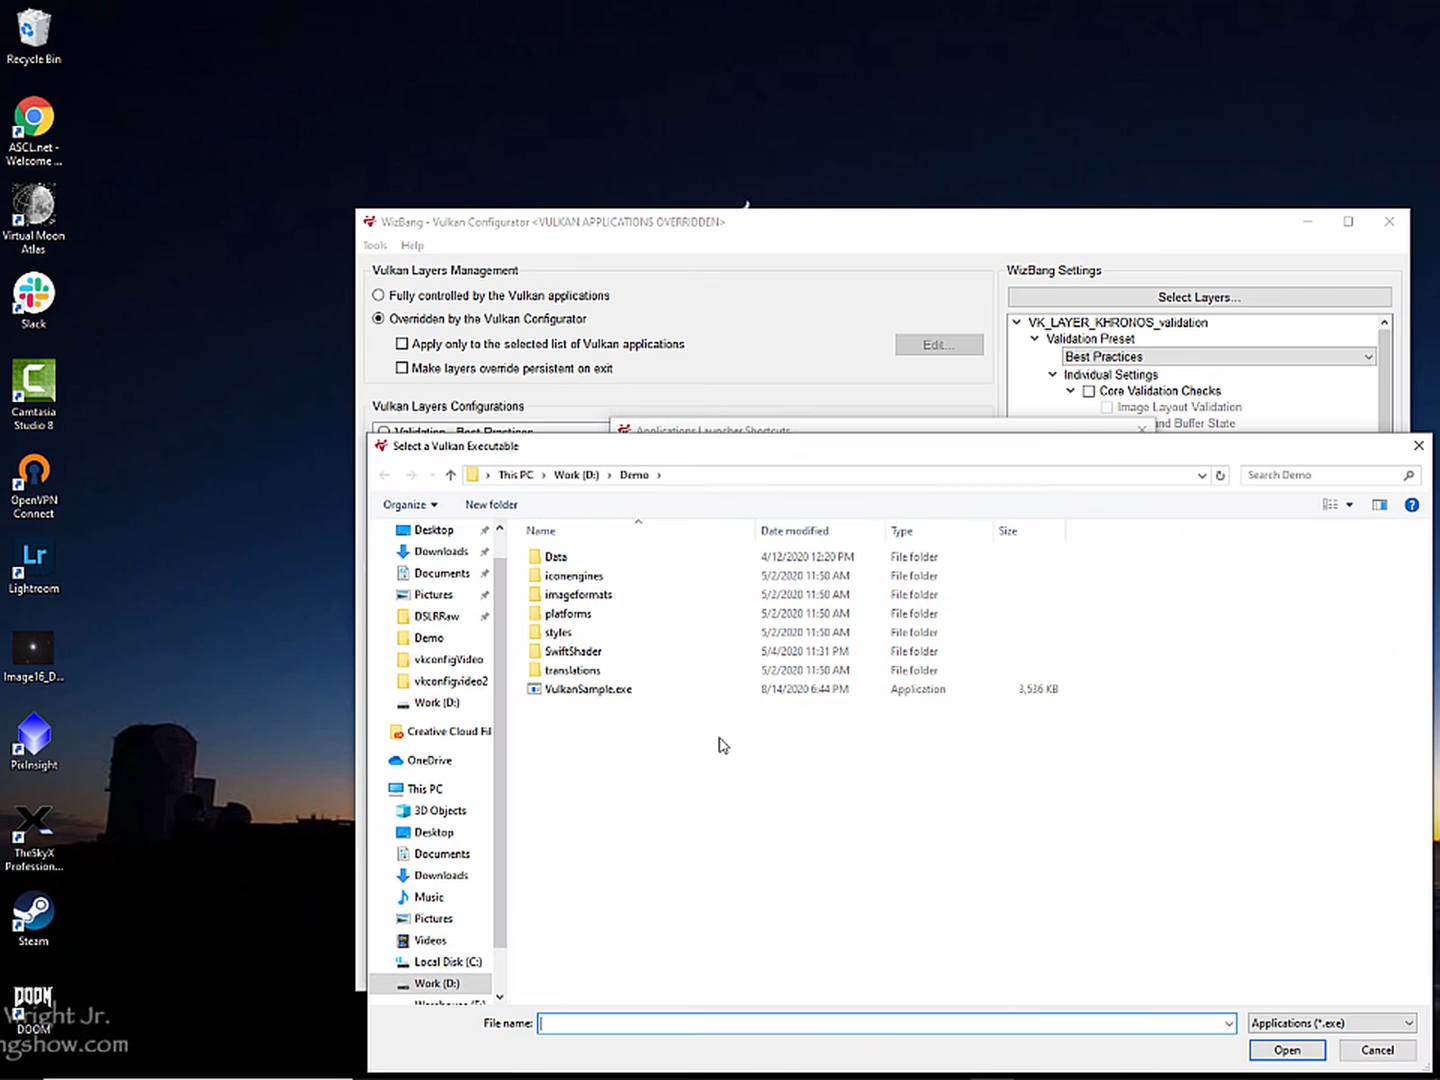 Recycle Bin
ASCL.net -
Welcome ...
Virtual Moon
Atlas
Slack
Camtasia
Studio 8
OpenVPN
Connect
Lr
Lightroom
Image16_D...
PixInsight
TheSkyX
Profession...
Steam
DOOM
DOOM
Wright Jr.
ngshow.com
WizBang - Vulkan Configurator <VULKAN APPLICATIONS OVERRIDDEN>
Tools Help
Vulkan Layers Management
Fully controlled by the Vulkan applications
Overridden by the Vulkan Configurator
Apply only to the selected list of Vulkan applications
Edit...
Make layers override persistent on exit
Vulkan Layers Configurations
Validation - Best Practices
WizBang Settings
Select Layers...
VK_LAYER_KHRONOS_validation
Validation Preset
Best Practices
Individual Settings
Core Validation Checks
Image Layout Validation
and Buffer State
Applications Launcher Shortcuts
Select a Vulkan Executable
This PC > Work (D:) > Demo >
Search Demo
Organize
New folder
Desktop
Downloads
Documents
Pictures
DSLRRaw
Demo
vkconfigVideo
vkconfigvideo2
Work (D:)
Creative Cloud Fil
OneDrive
This PC
3D Objects
Desktop
Documents
Downloads
Music
Pictures
Videos
Local Disk (C:)
Work (D:)
Name Date modified Type Size
Data 4/12/2020 12:20 PM File folder
iconengines 5/2/2020 11:50 AM File folder
imageformats 5/2/2020 11:50 AM File folder
platforms 5/2/2020 11:50 AM File folder
styles 5/2/2020 11:50 AM File folder
SwiftShader 5/4/2020 11:31 PM File folder
translations 5/2/2020 11:50 AM File folder
VulkanSample.exe 8/14/2020 6:44 PM Application 3,536 KB
File name:
Applications (*.exe)
Open
Cancel